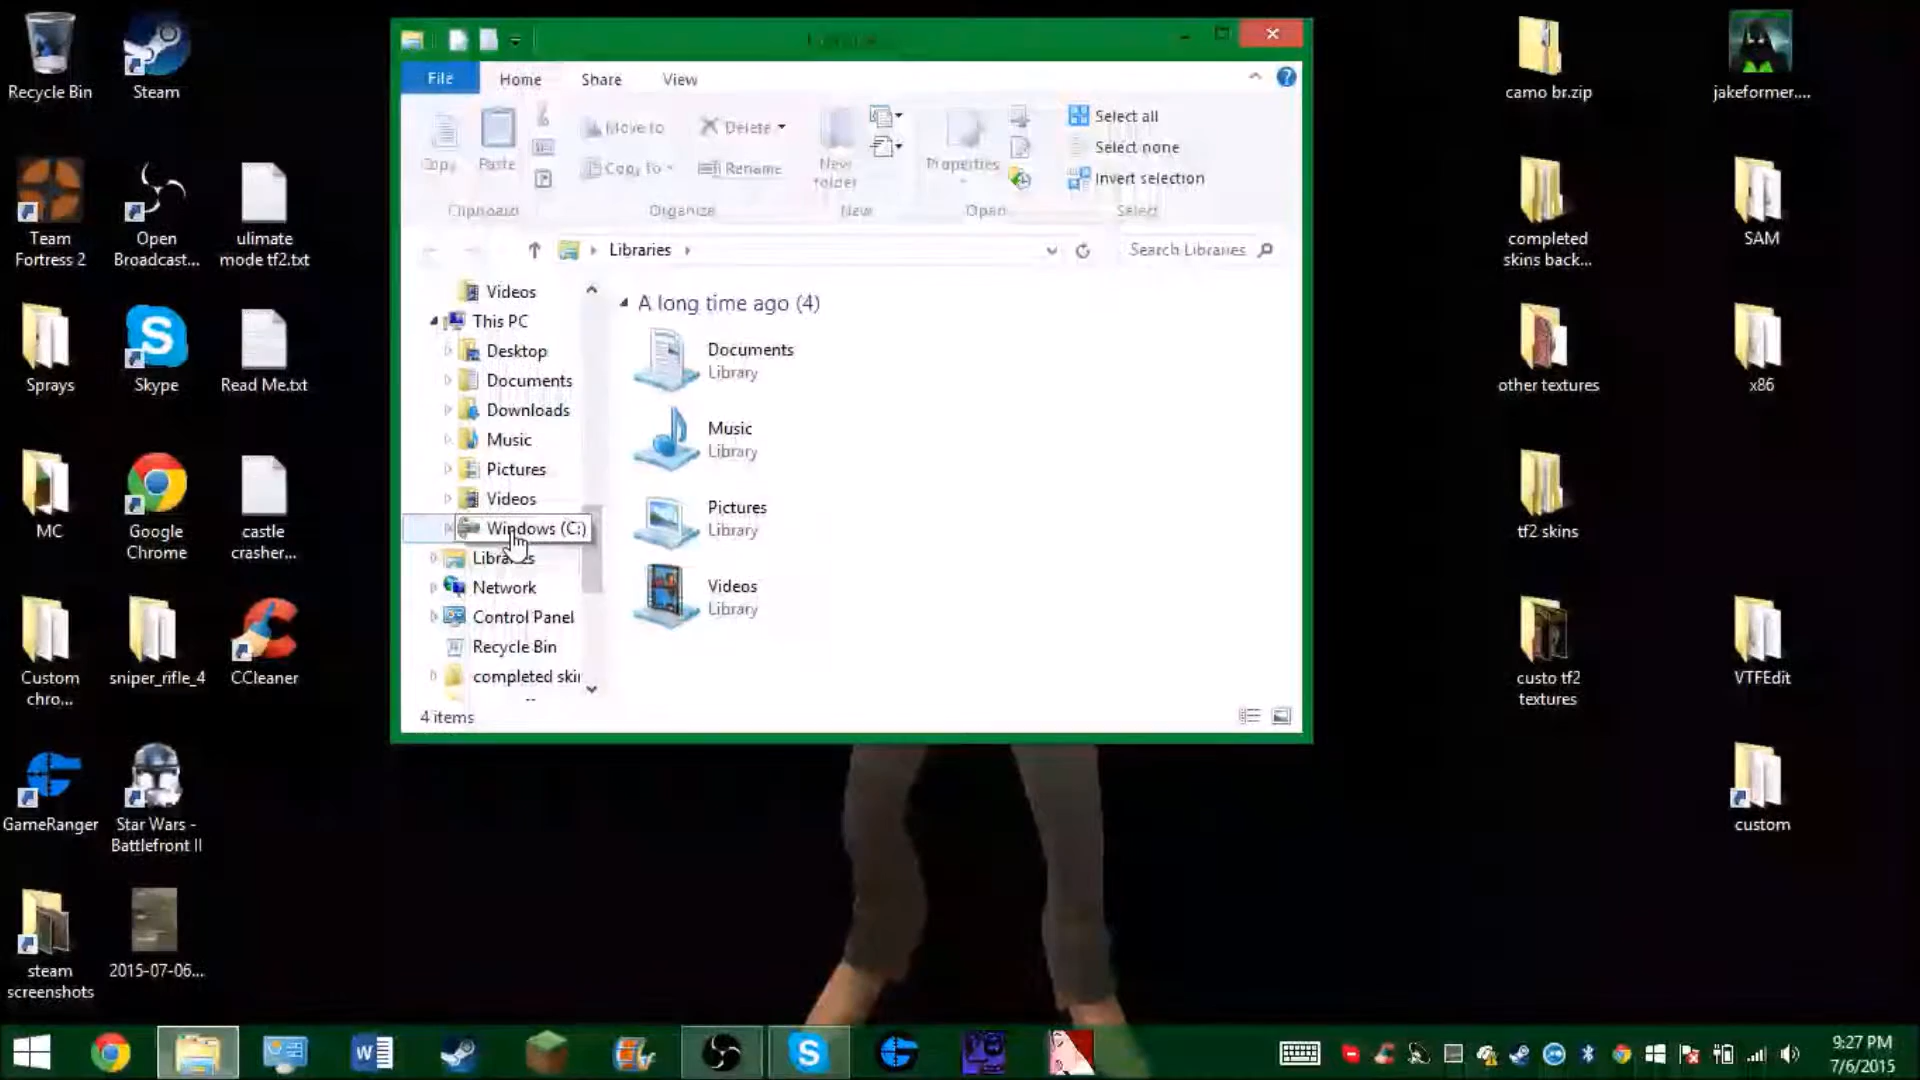 Recycle Bin
Steam
Team
Fortress 2
Open
Broadcast...
ulimate
mode tf2.txt
Sprays
Skype
Read Me.txt
MC
Google
Chrome
castle
crasher...
Custom
chro...
sniper_rifle_4
CCleaner
GameRanger
Star Wars -
Battlefront II
steam
screenshots
2015-07-06...
File
Home
Share
View
Copy
Paste
Move to
Copy to
Delete
Rename
New
folder
Properties
Select all
Select none
Invert selection
Clipboard
Organize
New
Open
Select
Libraries
Search Libraries
Videos
This PC
Desktop
Documents
Downloads
Music
Pictures
Videos
Windows (C:)
Libraries
Network
Control Panel
Recycle Bin
completed skin
A long time ago (4)
Documents
Library
Music
Library
Pictures
Library
Videos
Library
4 items
camo br.zip
jakeformer....
completed
skins back...
SAM
other textures
x86
tf2 skins
custo tf2
textures
VTFEdit
custom
9:27 PM
7/6/2015